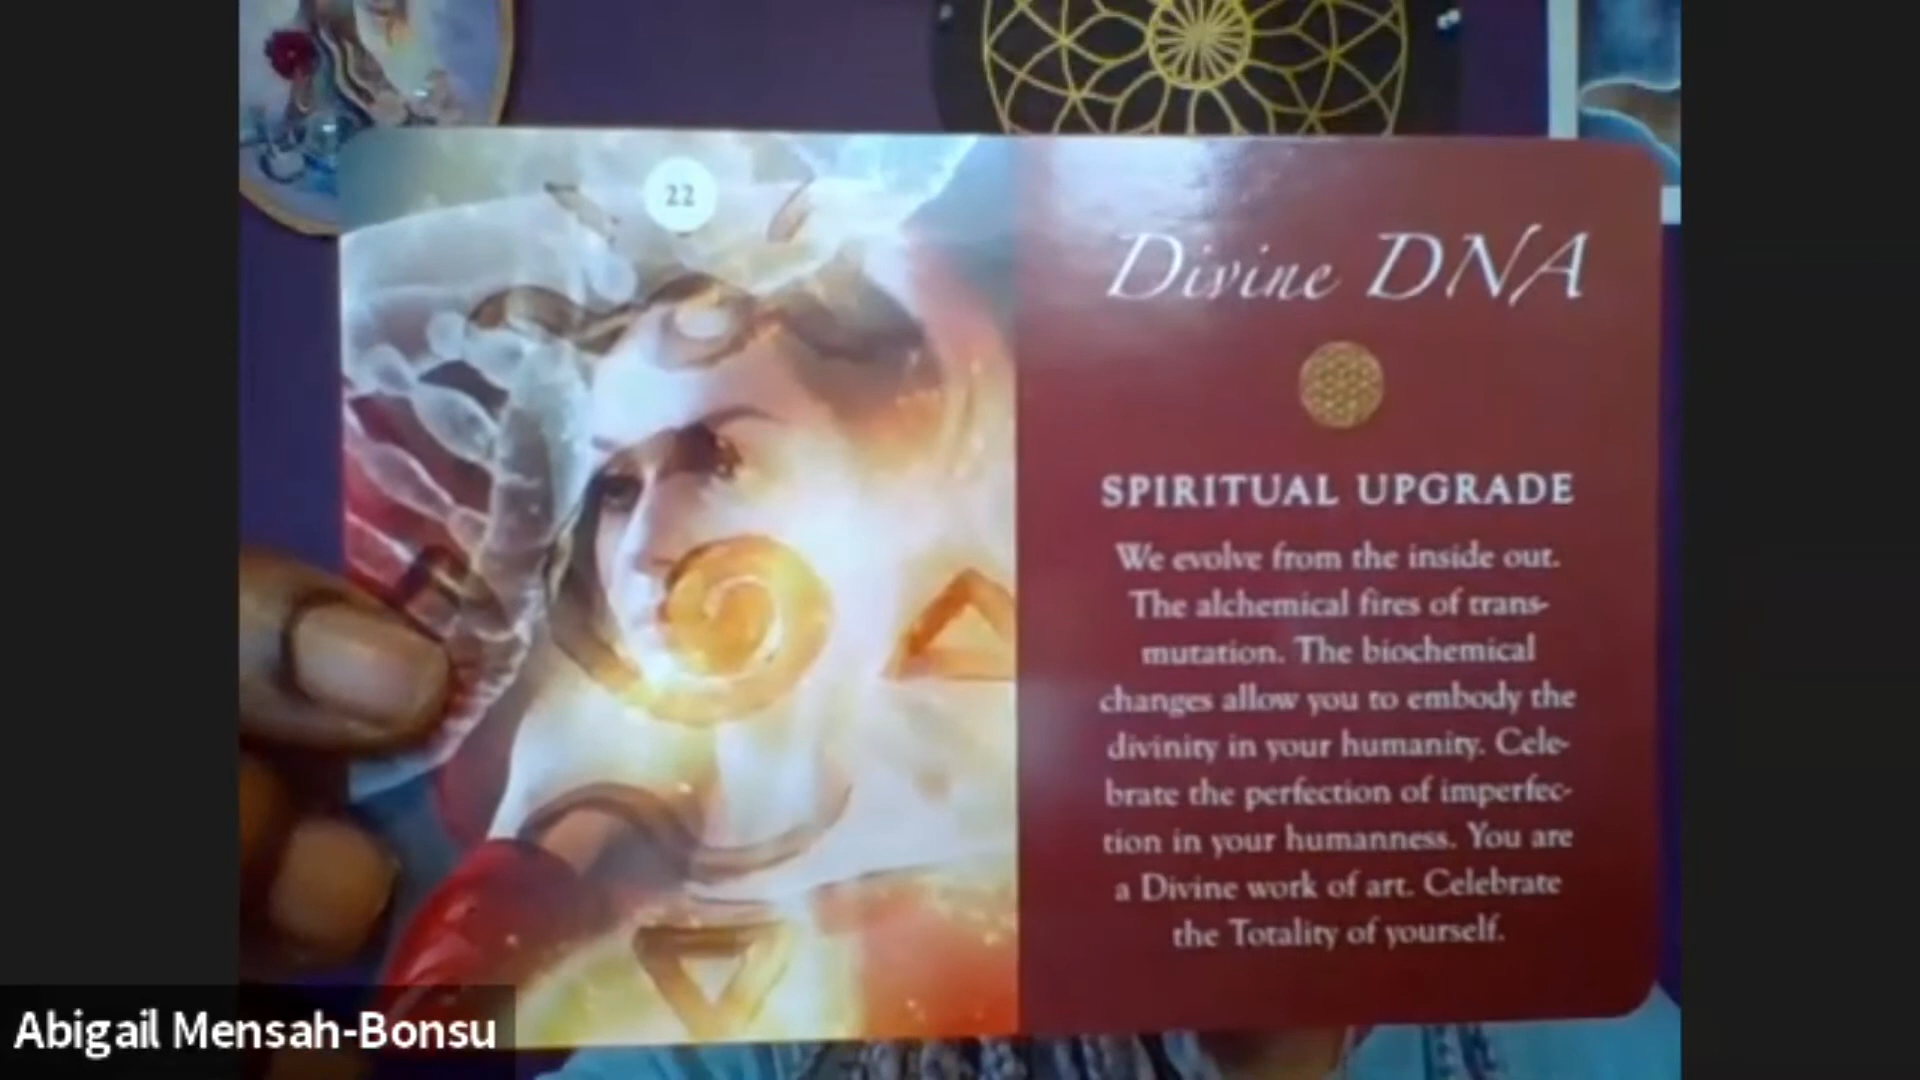 22
Divine DNA
SPIRITUAL UPGRADE
We evolve from the inside out.
The alchemical fires of trans-
mutation. The biochemical
changes allow you to embody the
divinity in your humanity. Cele-
brate the perfection of imperfec-
tion in your humanness. You are
a Divine work of art. Celebrate
the Totality of yourself.
Abigail Mensah-Bonsu